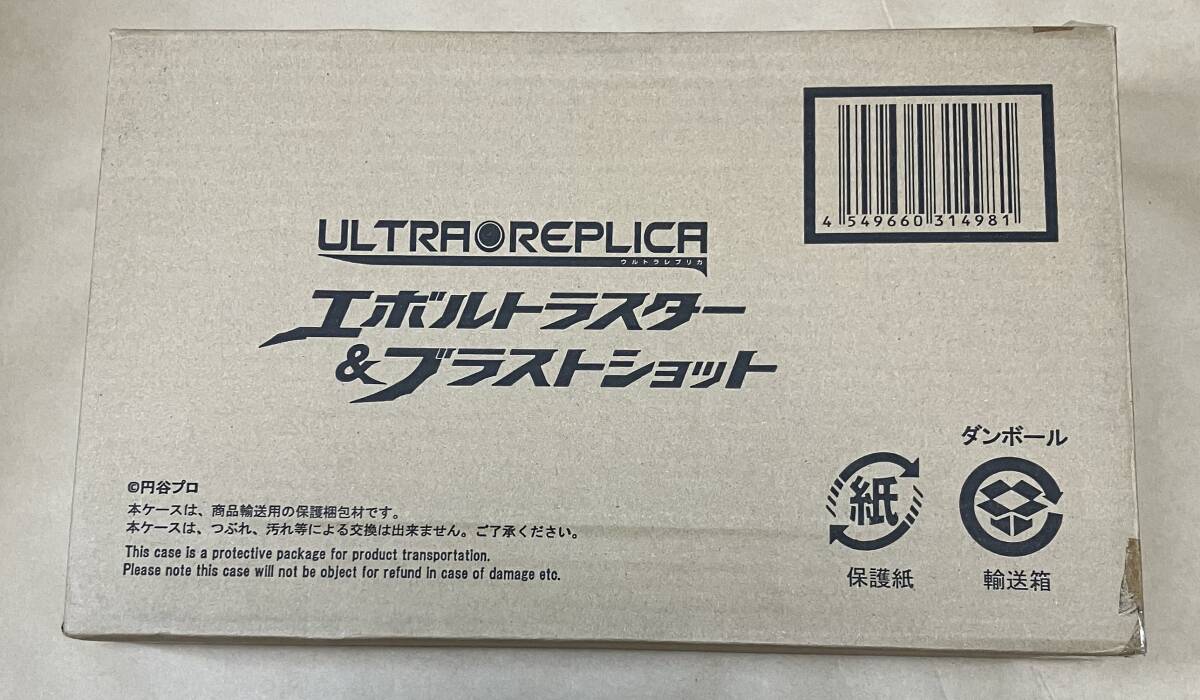 4 549660 314981
ULTRA REPLICA
ウルトラレプリカ
エボルトラスター
&ブラストショット
©円谷プロ
本ケースは、商品輸送用の保護梱包材です。
本ケースは、つぶれ、汚れ等による交換は出来ません。ご了承ください。
This case is a protective package for product transportation.
Please note this case will not be object for refund in case of damage etc.
紙
保護紙
ダンボール
輸送箱